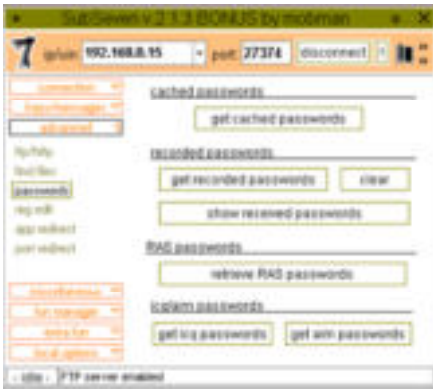 Sub Seven v 2.1.3 BONUS by mobman
ip/uin: 192.168.0.15 port: 27374 disconnect
connection
keys/messages
advanced
ftp/http
find files
passwords
reg edit
app redirect
port redirect
miscellaneous
fun manager
extra fun
local options
cached passwords
get cached passwords
recorded passwords
get recorded passwords clear
show received passwords
RAS passwords
retrieve RAS passwords
icq/aim passwords
get icq passwords get aim passwords
- idle - FTP server enabled